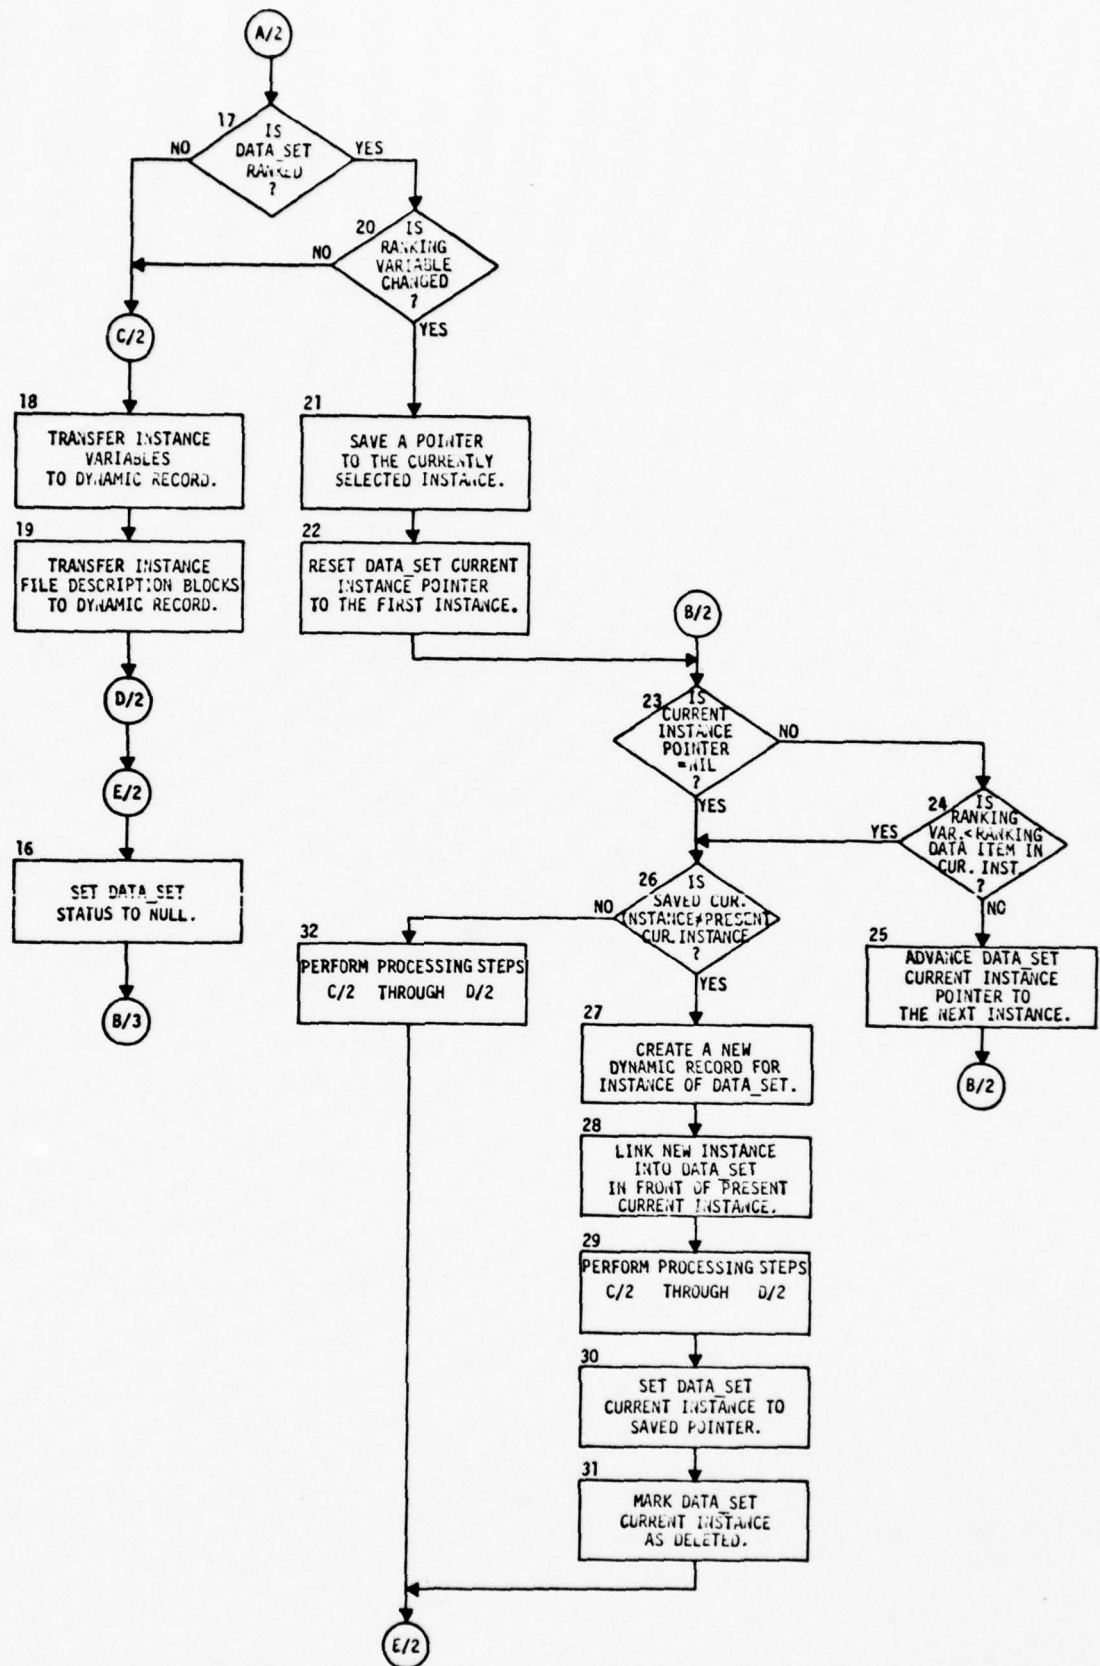 A/2
17
IS
DATA_SET
RANKED
?
NO
YES
20
IS
RANKING
VARIABLE
CHANGED
?
NO
YES
C/2
18
TRANSFER INSTANCE
VARIABLES
TO DYNAMIC RECORD.
19
TRANSFER INSTANCE
FILE DESCRIPTION BLOCKS
TO DYNAMIC RECORD.
D/2
E/2
16
SET DATA_SET
STATUS TO NULL.
B/3
21
SAVE A POINTER
TO THE CURRENTLY
SELECTED INSTANCE.
22
RESET DATA_SET CURRENT
INSTANCE POINTER
TO THE FIRST INSTANCE.
B/2
23
IS
CURRENT
INSTANCE
POINTER
=NIL
?
NO
YES
24
IS
RANKING
VAR.<RANKING
DATA ITEM IN
CUR. INST.
?
YES
NO
25
ADVANCE DATA_SET
CURRENT INSTANCE
POINTER TO
THE NEXT INSTANCE.
B/2
26
IS
SAVED CUR.
INSTANCE≠PRESENT
CUR.INSTANCE
?
NO
YES
32
PERFORM PROCESSING STEPS
C/2 THROUGH D/2
27
CREATE A NEW
DYNAMIC RECORD FOR
INSTANCE OF DATA_SET.
28
LINK NEW INSTANCE
INTO DATA_SET
IN FRONT OF PRESENT
CURRENT INSTANCE.
29
PERFORM PROCESSING STEPS
C/2 THROUGH D/2
30
SET DATA_SET
CURRENT INSTANCE TO
SAVED POINTER.
31
MARK DATA_SET
CURRENT INSTANCE
AS DELETED.
E/2